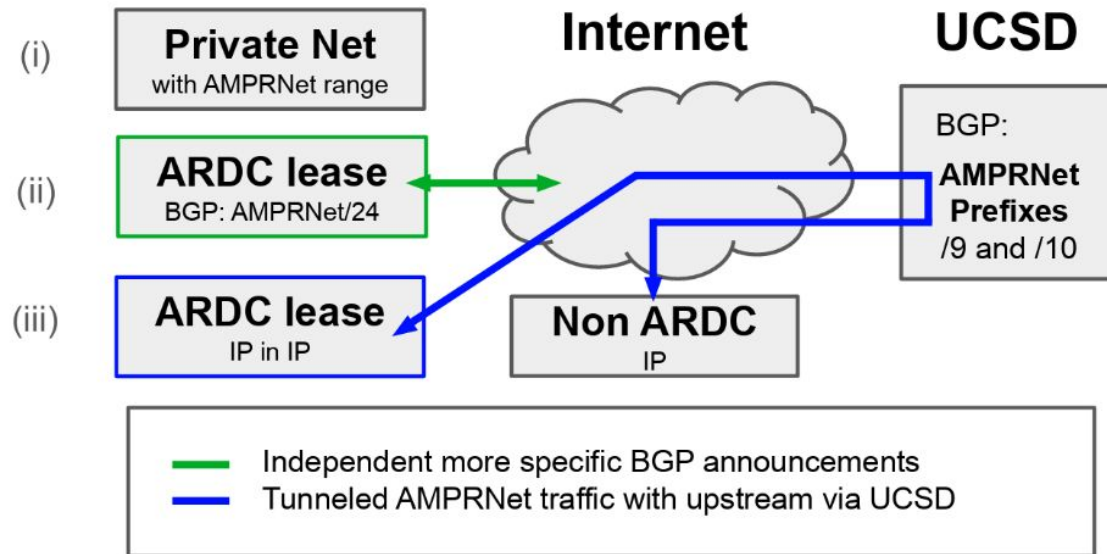 Internet
UCSD
(i)
Private Net
with AMPRNet range
(ii)
ARDC lease
BGP: AMPRNet/24
BGP:
AMPRNet
Prefixes
/9 and /10
(iii)
ARDC lease
IP in IP
Non ARDC
IP
Independent more specific BGP announcements
Tunneled AMPRNet traffic with upstream via UCSD